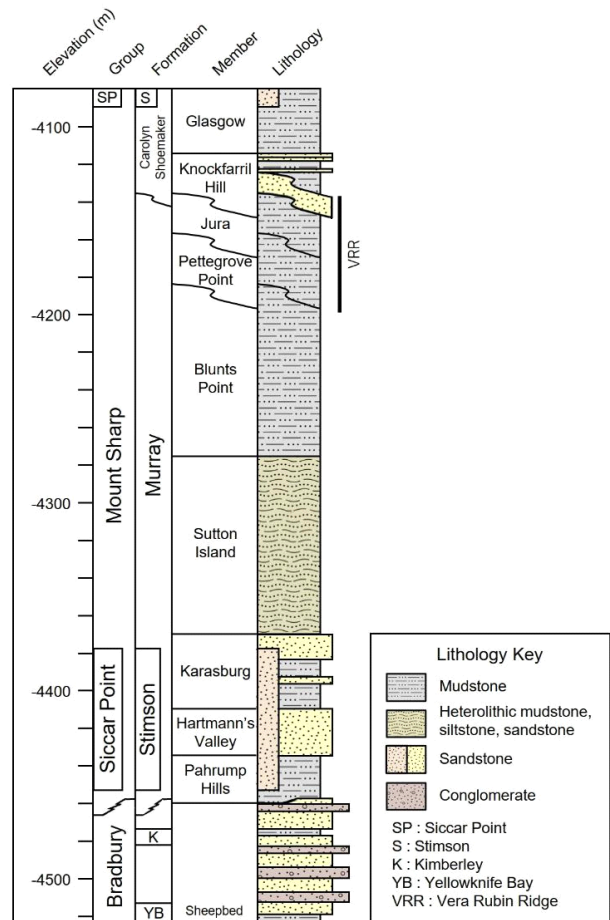 Elevation (m)
Group
Formation
Member
Lithology
SP
S
-4100
Glasgow
Carolyn
Shoemaker
Knockfarril
Hill
Jura
VRR
Pettegrove
Point
-4200
Blunts
Point
Mount Sharp
Murray
-4300
Sutton
Island
Karasburg
-4400
Siccar Point
Stimson
Hartmann's
Valley
Pahrump
Hills
Bradbury
K
-4500
YB
Sheepbed
Lithology Key
Mudstone
Heterolithic mudstone,
siltstone, sandstone
Sandstone
Conglomerate
SP : Siccar Point
S : Stimson
K : Kimberley
YB : Yellowknife Bay
VRR : Vera Rubin Ridge